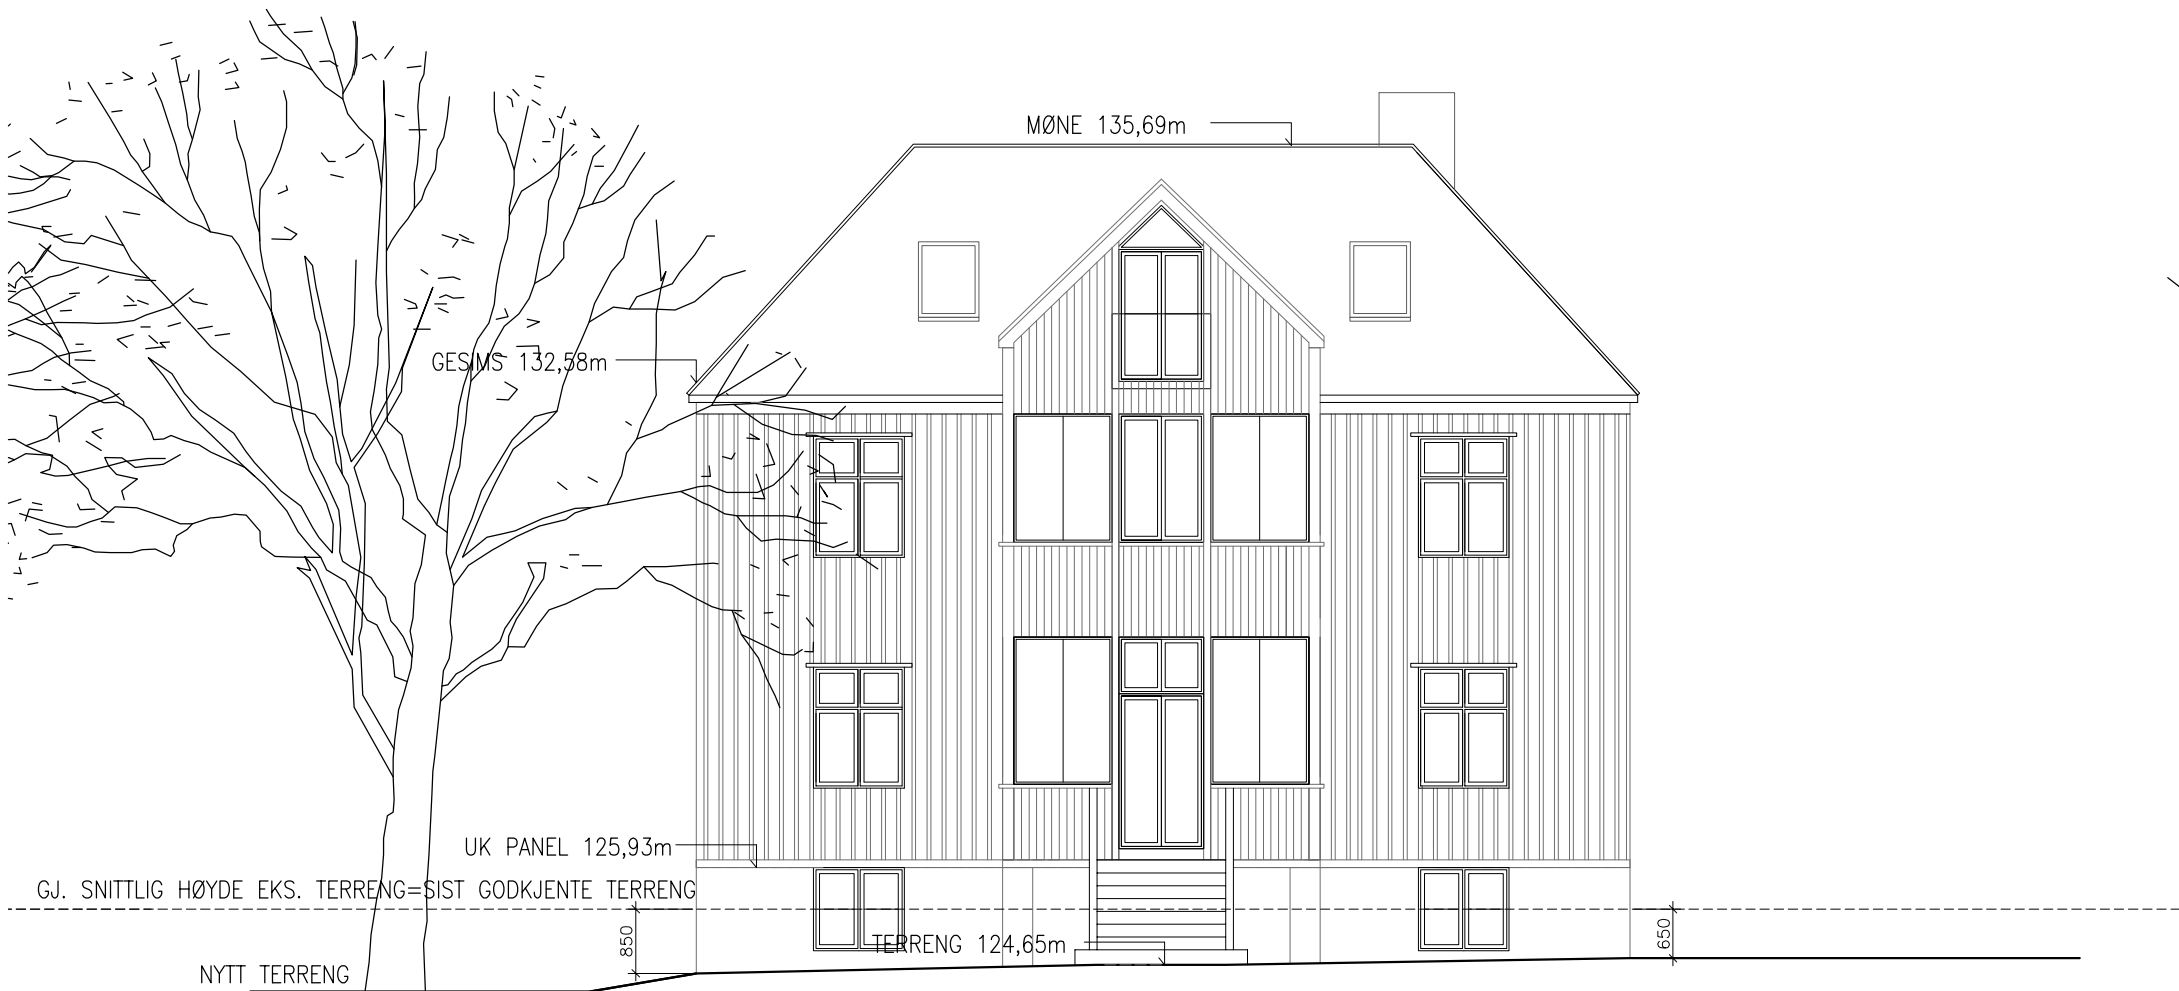 MØNE 135,69m
GESIMS 132,58m
UK PANEL 125,93m
GJ. SNITTLIG HØYDE EKS. TERRENG=SIST GODKJENTE TERRENG
850
TERRENG 124,65m
650
NYTT TERRENG